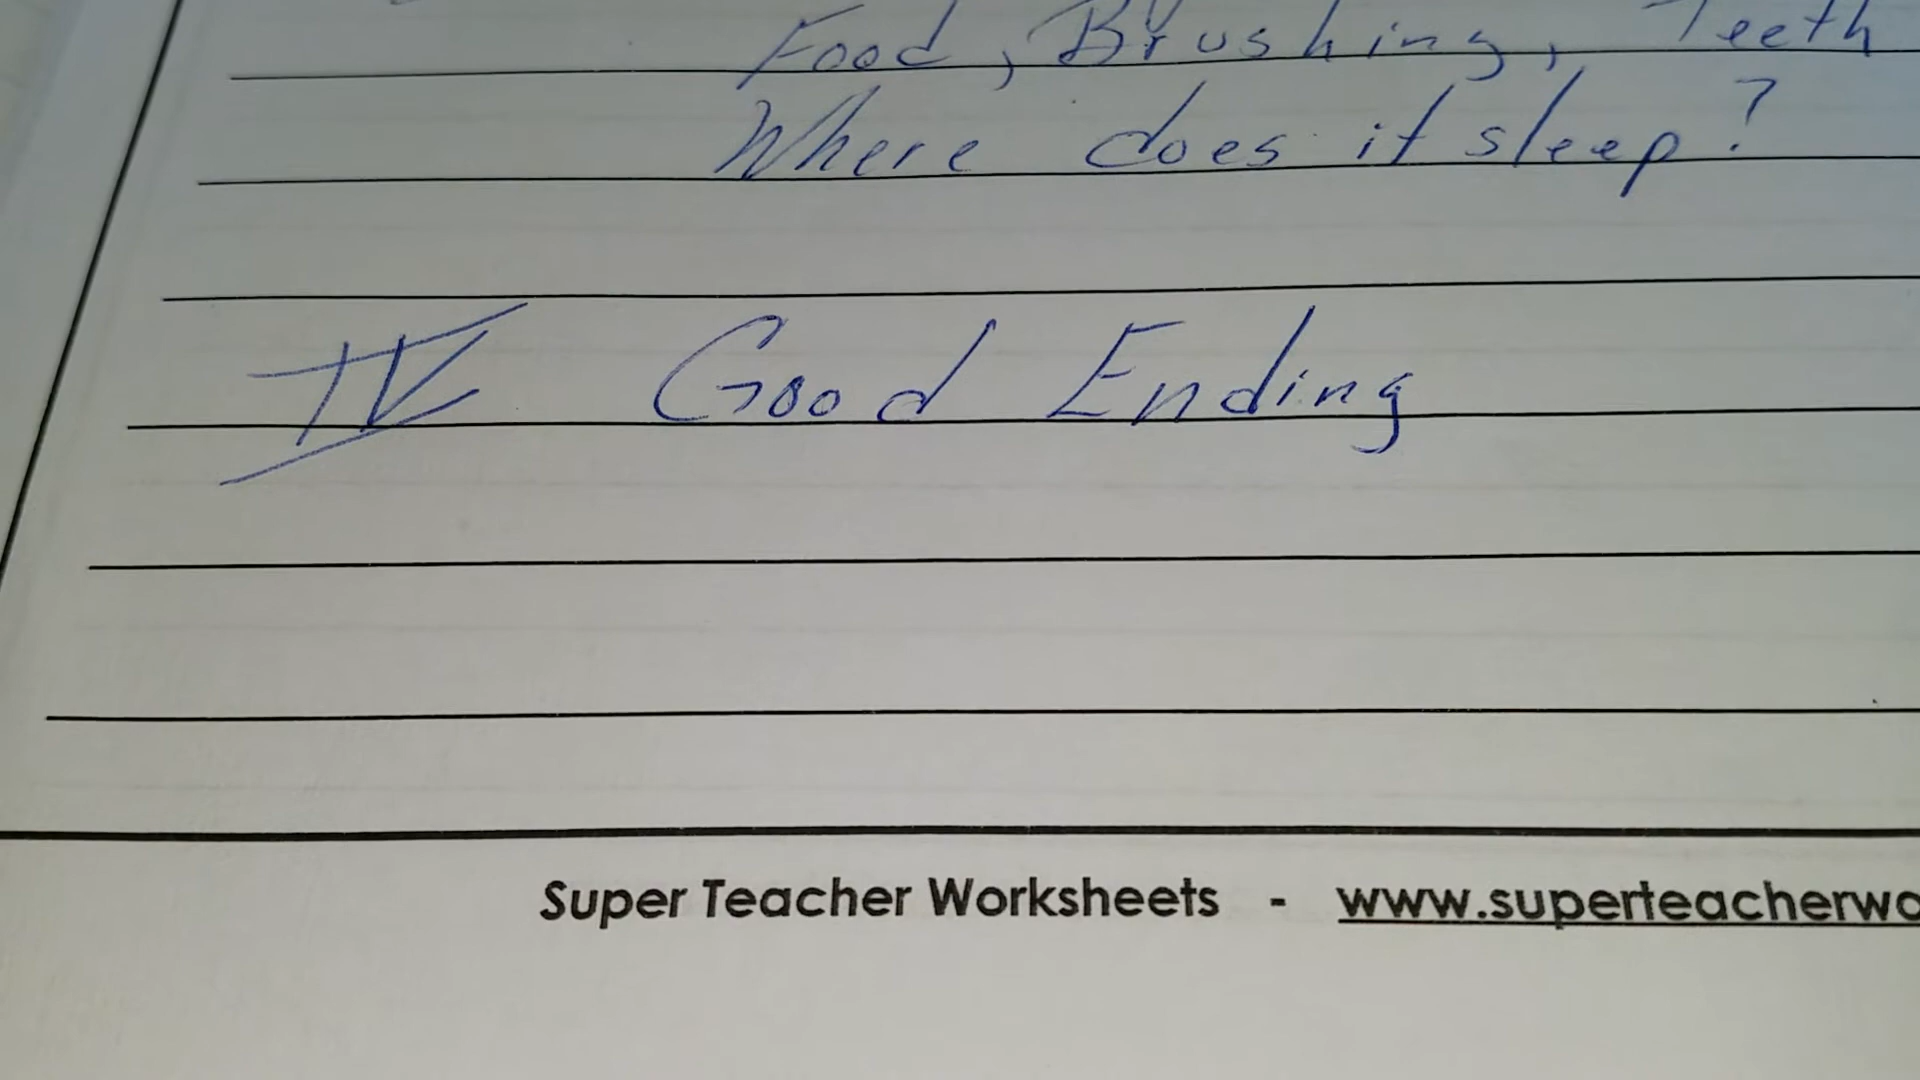 Food, Brushing, Teeth
Where does it sleep?
IV Good Ending
Super Teacher Worksheets - www.superteacherwo